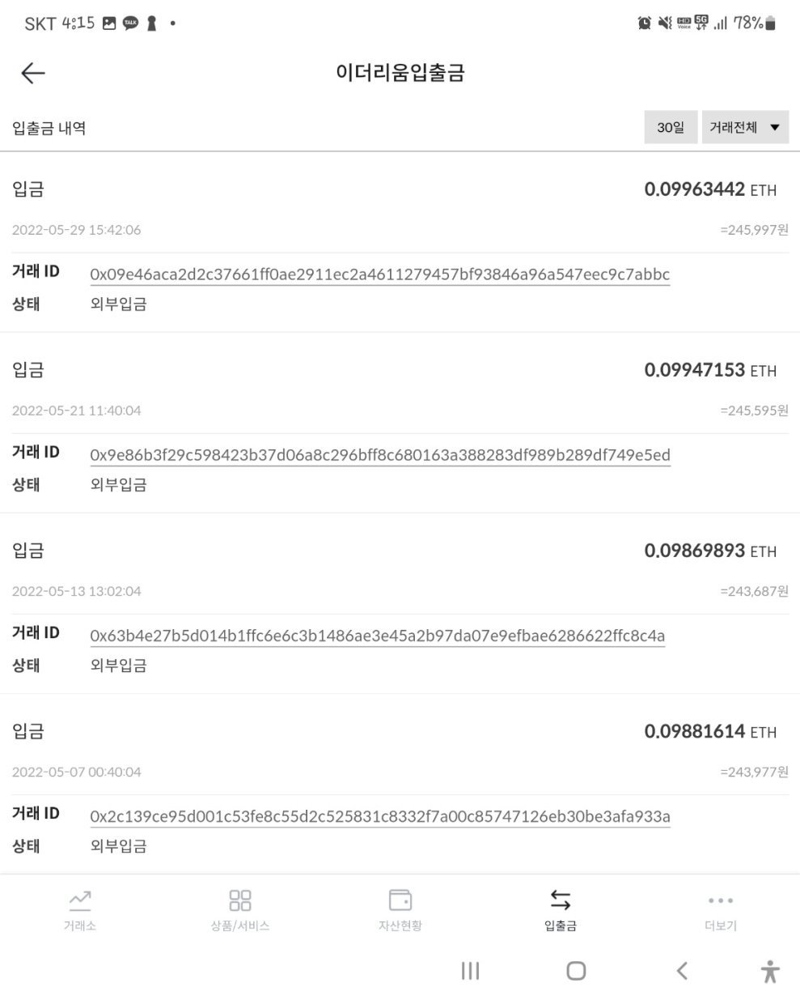 SKT 4:15 TALK HD Voice 5G 78%
이더리움입출금
입출금 내역 30일 거래전체 ▼
입금 0.09963442 ETH
2022-05-29 15:42:06 =245,997원
거래 ID 0x09e46aca2d2c37661ff0ae2911ec2a4611279457bf93846a96a547eec9c7abbc
상태 외부입금
입금 0.09947153 ETH
2022-05-21 11:40:04 =245,595원
거래 ID 0x9e86b3f29c598423b37d06a8c296bff8c680163a388283df989b289df749e5ed
상태 외부입금
입금 0.09869893 ETH
2022-05-13 13:02:04 =243,687원
거래 ID 0x63b4e27b5d014b1ffc6e6c3b1486ae3e45a2b97da07e9efbae6286622ffc8c4a
상태 외부입금
입금 0.09881614 ETH
2022-05-07 00:40:04 =243,977원
거래 ID 0x2c139ce95d001c53fe8c55d2c525831c8332f7a00c85747126eb30be3afa933a
상태 외부입금
거래소 상품/서비스 자산현황 입출금 더보기